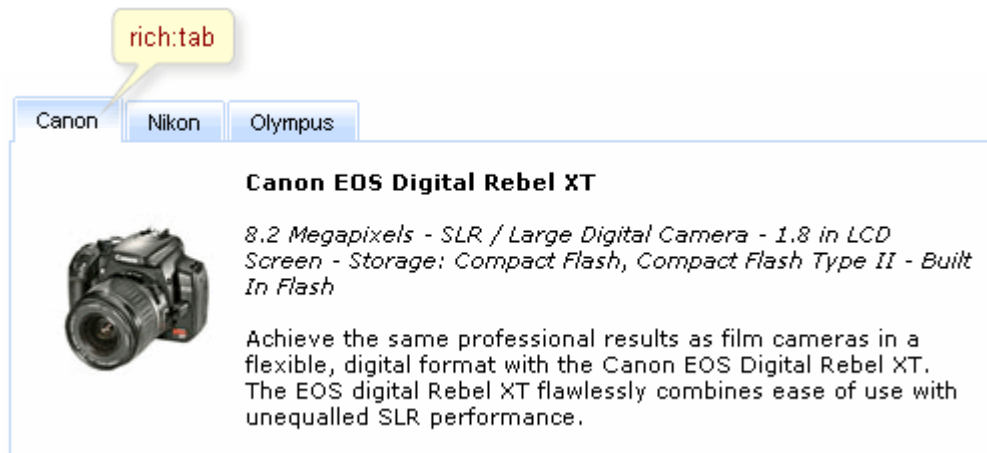 rich:tab
Canon Nikon Olympus
Canon EOS Digital Rebel XT
8.2 Megapixels - SLR / Large Digital Camera - 1.8 in LCD
Screen - Storage: Compact Flash, Compact Flash Type II - Built
In Flash
Achieve the same professional results as film cameras in a
flexible, digital format with the Canon EOS Digital Rebel XT.
The EOS digital Rebel XT flawlessly combines ease of use with
unequalled SLR performance.